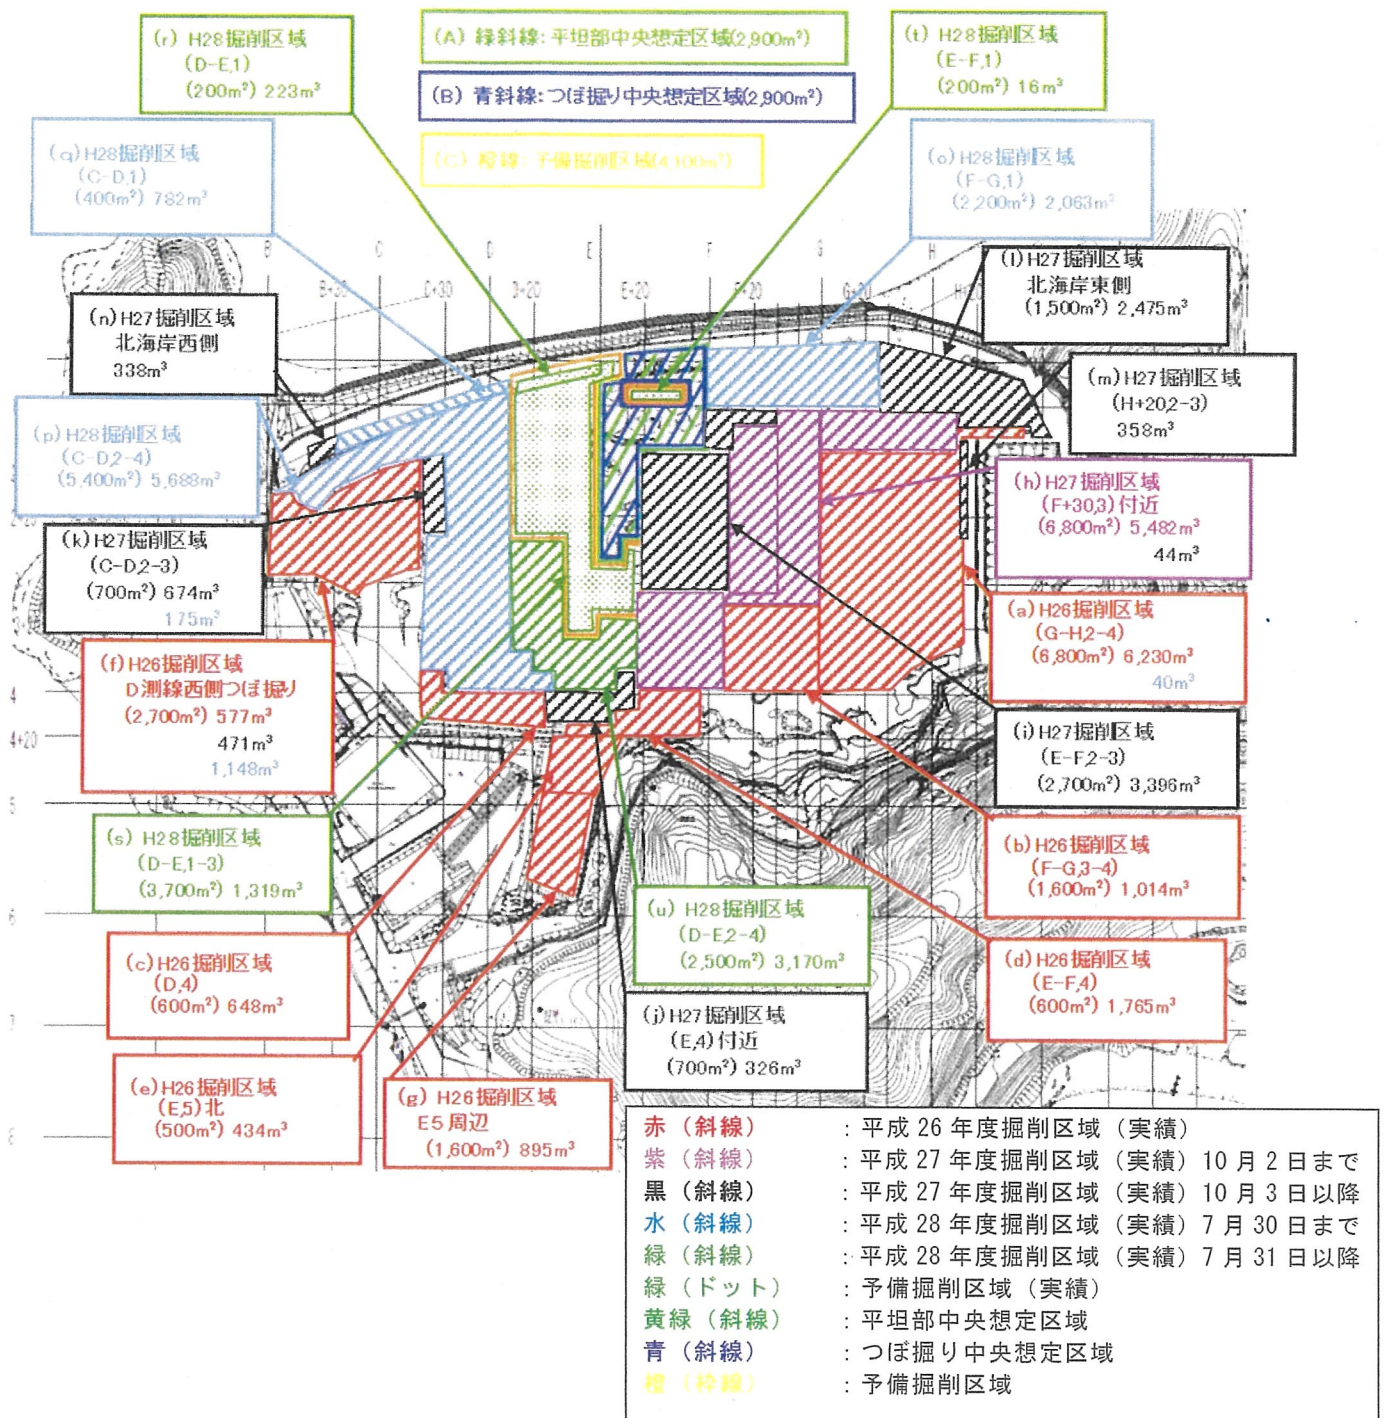 (r) H28掘削区域
(D-E,1)
(200m²) 223m³
(A) 緑斜線:平坦部中央想定区域(2,900m²)
(B) 青斜線:つぼ掘り中央想定区域(2,900m²)
(C) 橙線:予備掘削区域(4,100m²)
(t) H28掘削区域
(E-F,1)
(200m²) 16m³
(q)H28掘削区域
(C-D,1)
(400m²) 782m³
(o)H28掘削区域
(F-G,1)
(2,200m²) 2,063m³
B C D E F G H
B+30 C+30 D+20 E+20
(n)H27掘削区域
北海岸西側
338m³
(l)H27掘削区域
北海岸東側
(1,500m²) 2,475m³
(m)H27掘削区域
(H+20,2-3)
358m³
(p)H28掘削区域
(C-D,2-4)
(5,400m²) 5,688m³
(h)H27掘削区域
(F+30,3)付近
(6,800m²) 5,482m³
44m³
(k)H27掘削区域
(C-D,2-3)
(700m²) 674m³
175m³
(a)H26掘削区域
(G-H,2-4)
(6,800m²) 6,230m³
40m³
(f)H26掘削区域
D測線西側つぼ掘り
(2,700m²) 577m³
471m³
1,148m³
4
4+20
(i)H27掘削区域
(E-F,2-3)
(2,700m²) 3,396m³
5
(s) H28掘削区域
(D-E,1-3)
(3,700m²) 1,319m³
(b)H26掘削区域
(F-G,3-4)
(1,600m²) 1,014m³
6
(u) H28掘削区域
(D-E,2-4)
(2,500m²) 3,170m³
(c)H26掘削区域
(D,4)
(600m²) 648m³
(d)H26掘削区域
(E-F,4)
(600m²) 1,765m³
(j)H27掘削区域
(E,4)付近
(700m²) 326m³
7
(e)H26掘削区域
(E,5)北
(500m²) 434m³
(g) H26掘削区域
E5周辺
(1,600m²) 895m³
8
赤(斜線) :平成26年度掘削区域(実績)
紫(斜線) :平成27年度掘削区域(実績)10月2日まで
黒(斜線) :平成27年度掘削区域(実績)10月3日以降
水(斜線) :平成28年度掘削区域(実績)7月30日まで
緑(斜線) :平成28年度掘削区域(実績)7月31日以降
緑(ドット) :予備掘削区域(実績)
黄緑(斜線) :平坦部中央想定区域
青(斜線) :つぼ掘り中央想定区域
橙(枠線) :予備掘削区域